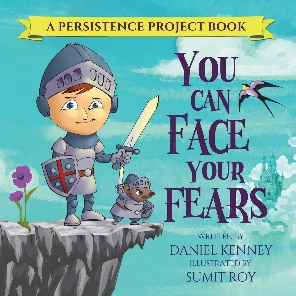 A PERSISTENCE PROJECT BOOK
YOU
CAN
FACE
YOUR
FEARS
WRITTEN BY
DANIEL KENNEY
ILLUSTRATED BY
SUMIT ROY